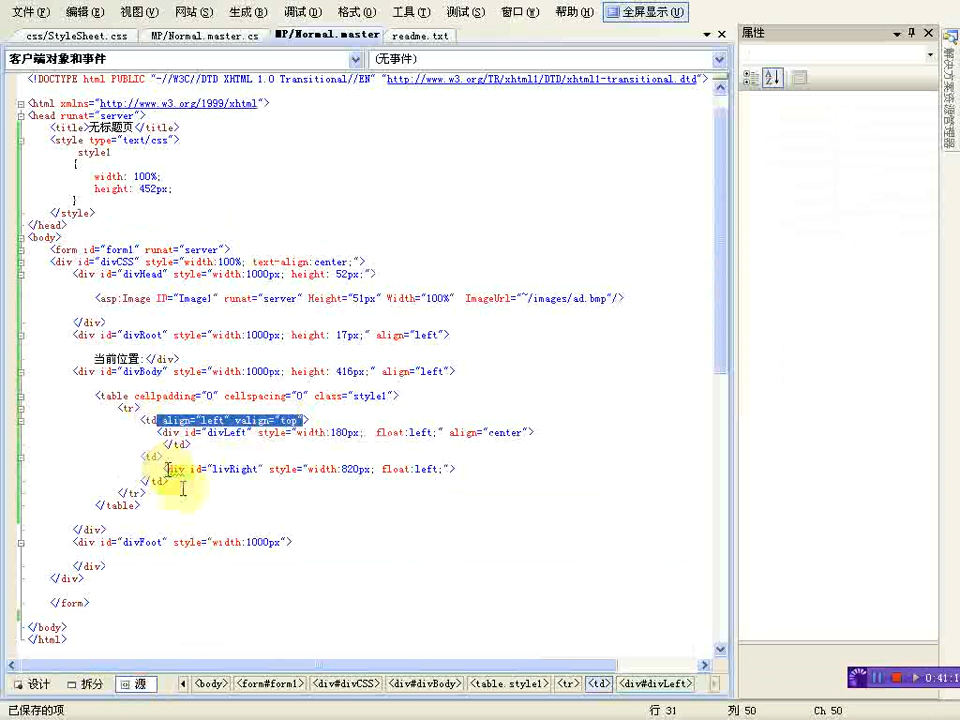 文件(F) 编辑(E) 视图(V) 网站(S) 生成(B) 调试(D) 格式(O) 工具(T) 测试(S) 窗口(W) 帮助(H) 全屏显示(U)
css/StyleSheet.css MP/Normal.master.cs MP/Normal.master readme.txt
属性
客户端对象和事件 (无事件)
<!DOCTYPE html PUBLIC "-//W3C//DTD XHTML 1.0 Transitional//EN" "http://www.w3.org/TR/xhtml1/DTD/xhtml1-transitional.dtd"
<html xmlns="http://www.w3.org/1999/xhtml">
<head runat="server">
<title>无标题页</title>
<style type="text/css">
style1
{
width: 100%;
height: 452px;
}
</style>
</head>
<body>
<form id="form1" runat="server">
<div id="divCSS" style="width:100%; text-align:center;">
<div id="divHead" style="width:1000px; height: 52px;">
<asp:Image ID="Image1" runat="server" Height="51px" Width="100%" ImageUrl="~/images/ad.bmp"/>
</div>
<div id="divRoot" style="width:1000px; height: 17px;" align="left">
当前位置:</div>
<div id="divBody" style="width:1000px; height: 416px;" align="left">
<table cellpadding="0" cellspacing="0" class="style1">
<tr>
<td align="left" valign="top">
<div id="divLeft" style="width:180px; float:left;" align="center">
</td>
<td>
<div id="livRight" style="width:820px; float:left;">
</td>
</tr>
</table>
</div>
<div id="divFoot" style="width:1000px">
</div>
</div>
</form>
</body>
</html>
解决方案资源管理器
设计 拆分 源 <body> <form#form1> <div#divCSS> <div#divBody> <table.style1> <tr> <td> <div#divLeft>
0:41:1
已保存的项 行 31 列 50 Ch 50